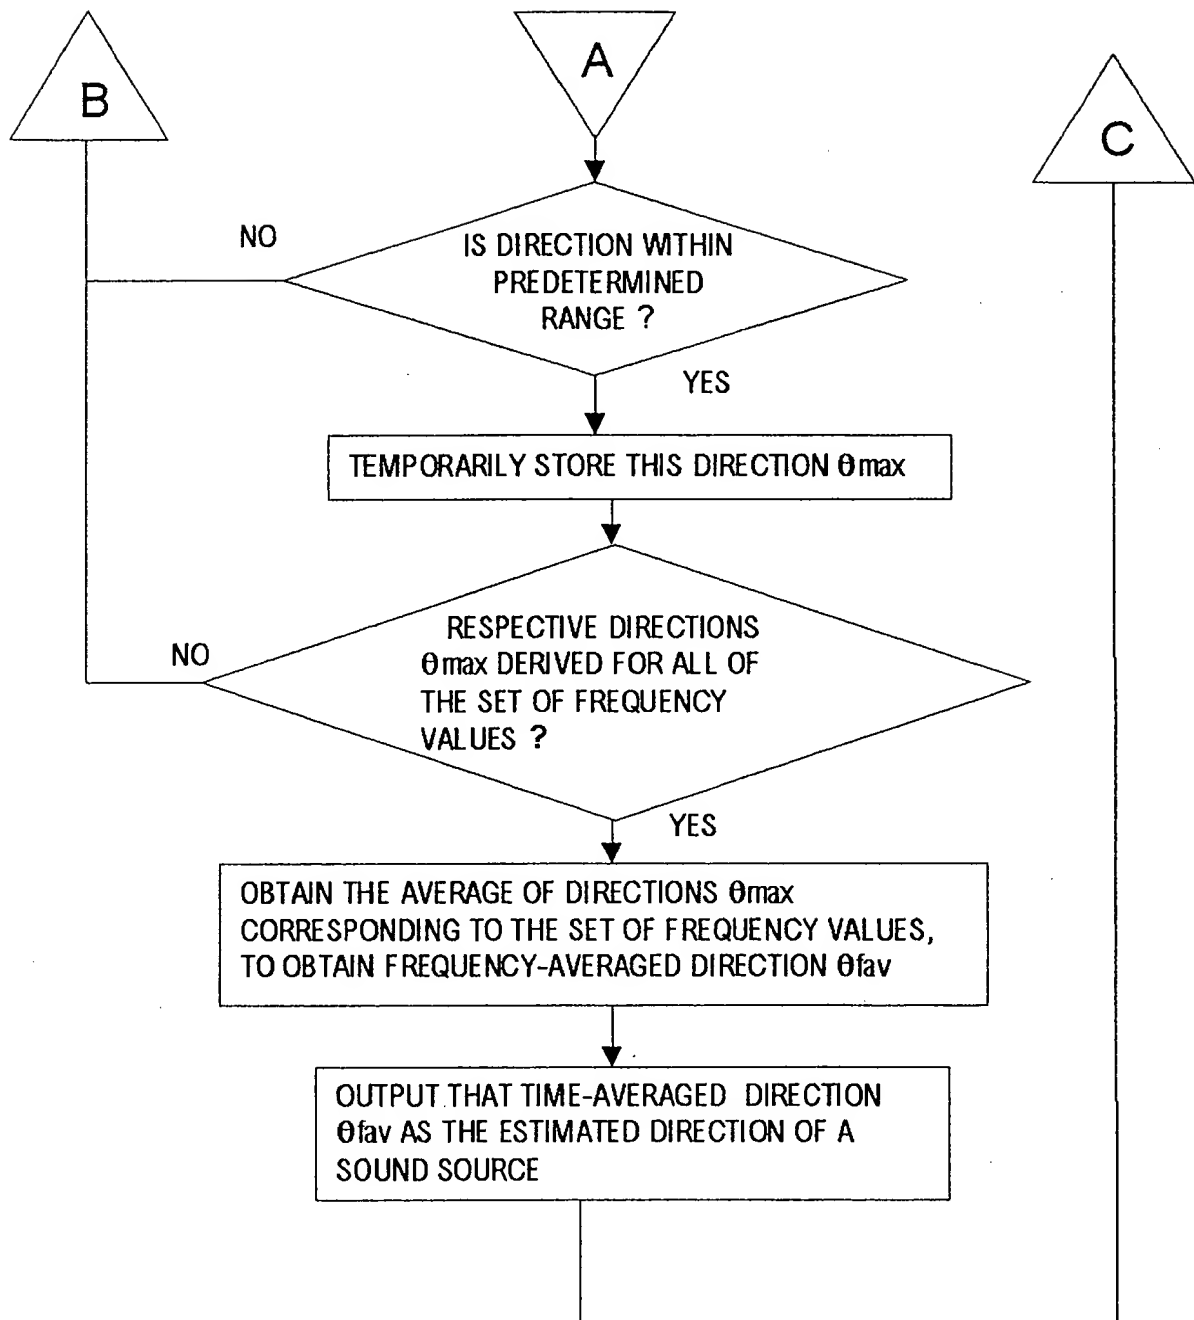 B
A
C
NO
IS DIRECTION WITHIN
PREDETERMINED
RANGE ?
YES
TEMPORARILY STORE THIS DIRECTION θmax
RESPECTIVE DIRECTIONS
θmax DERIVED FOR ALL OF
THE SET OF FREQUENCY
VALUES ?
NO
YES
OBTAIN THE AVERAGE OF DIRECTIONS θmax
CORRESPONDING TO THE SET OF FREQUENCY VALUES,
TO OBTAIN FREQUENCY-AVERAGED DIRECTION θfav
OUTPUT THAT TIME-AVERAGED DIRECTION
θfav AS THE ESTIMATED DIRECTION OF A
SOUND SOURCE